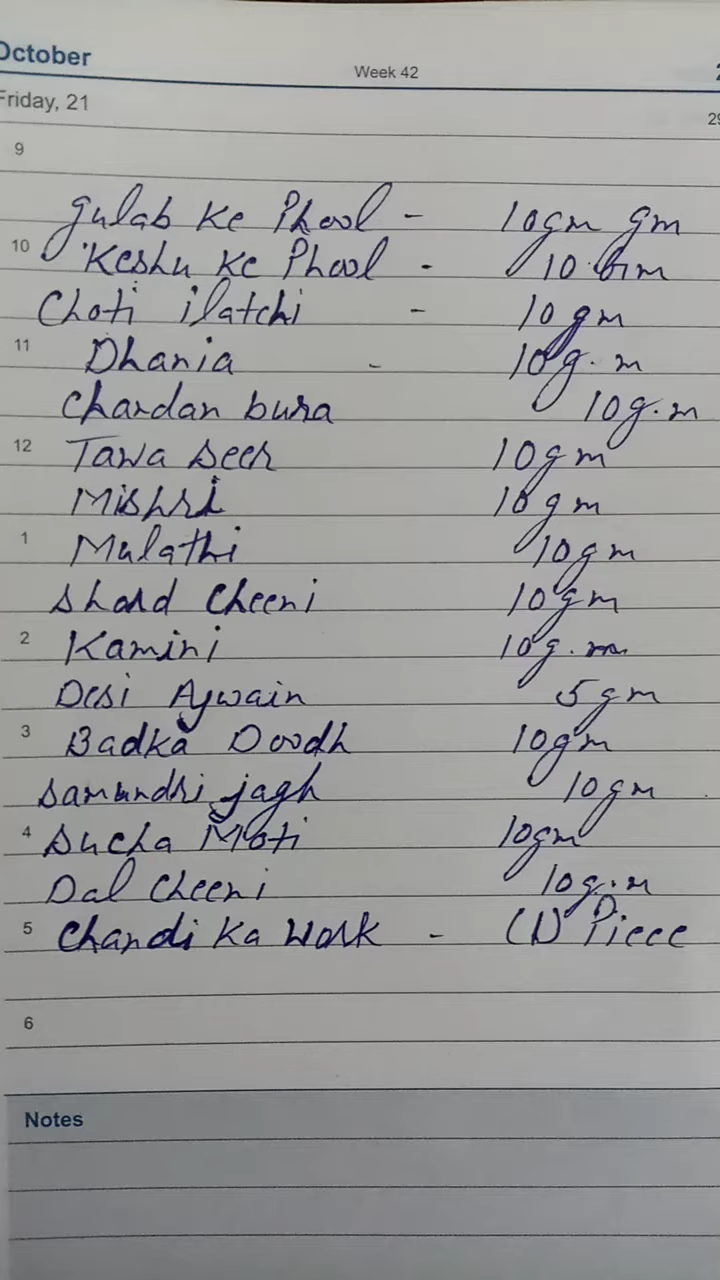 October
Week 42
Friday, 21
9
Gulab Ke Phool - 10gm gm
10 Keshu Ke Phool - 10 Gm
Choti ilatchi - 10 gm
11 Dhania - 10g.m
Chandan bura 10g.m
12 Tawa seer 10gm
Mishri 10gm
1 Mulathi 10gm
Shard Cheeni 10gm
2 Kamini 10g.m
Desi Ajwain 5gm
3 Badka Doodh 10gm
Samundri jagh 10gm
4 Sucha Moti 10gm
Dal Cheeni 10g.m
5 Chandi Ka Work - (1) Piece
6
Notes